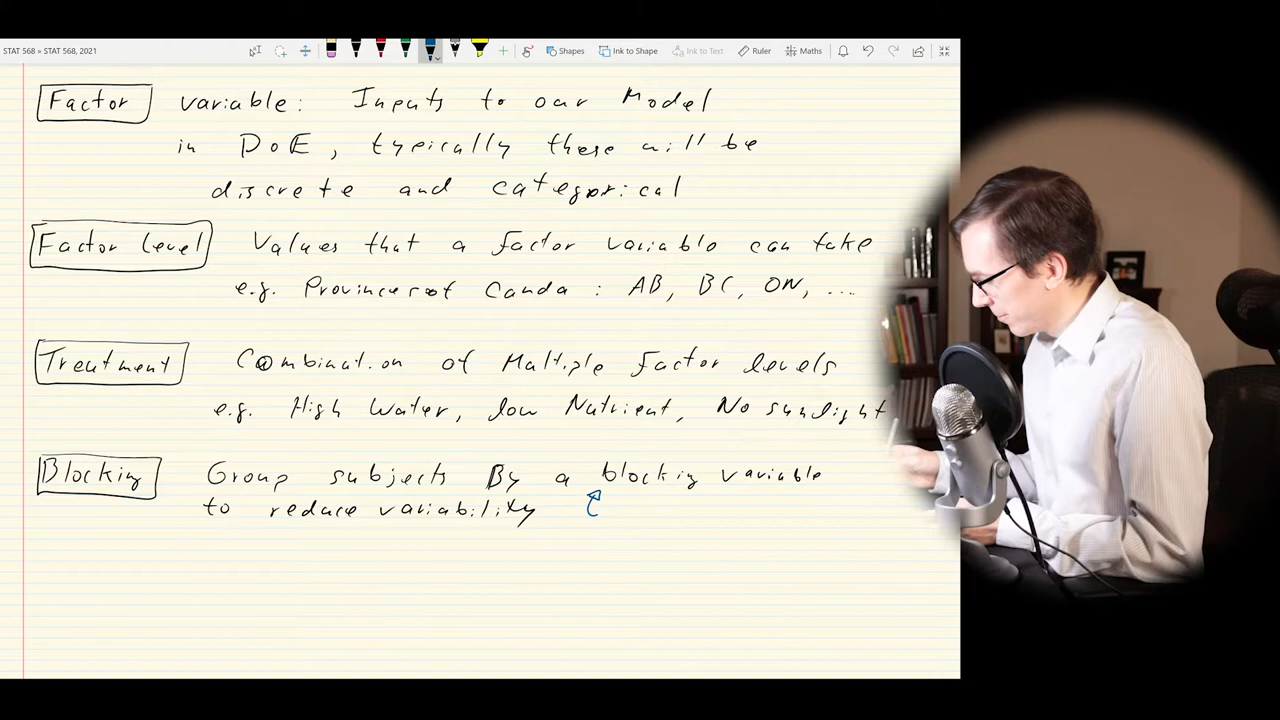 STAT 568 » STAT 568, 2021
Shapes
Ink to Shape
Ink to Text
Ruler
Maths
Factor variable: Inputs to our Model
in DoE, typically these will be
discrete and categorical
Factor level Values that a factor variable can take
e.g. Provinces of Canda : AB, BC, ON, ...
Treatment Combination of Multiple Factor levels
e.g. High Water, low Nutrient, No sunlight
Blocking Group subjects By a blocking variable
to reduce variability